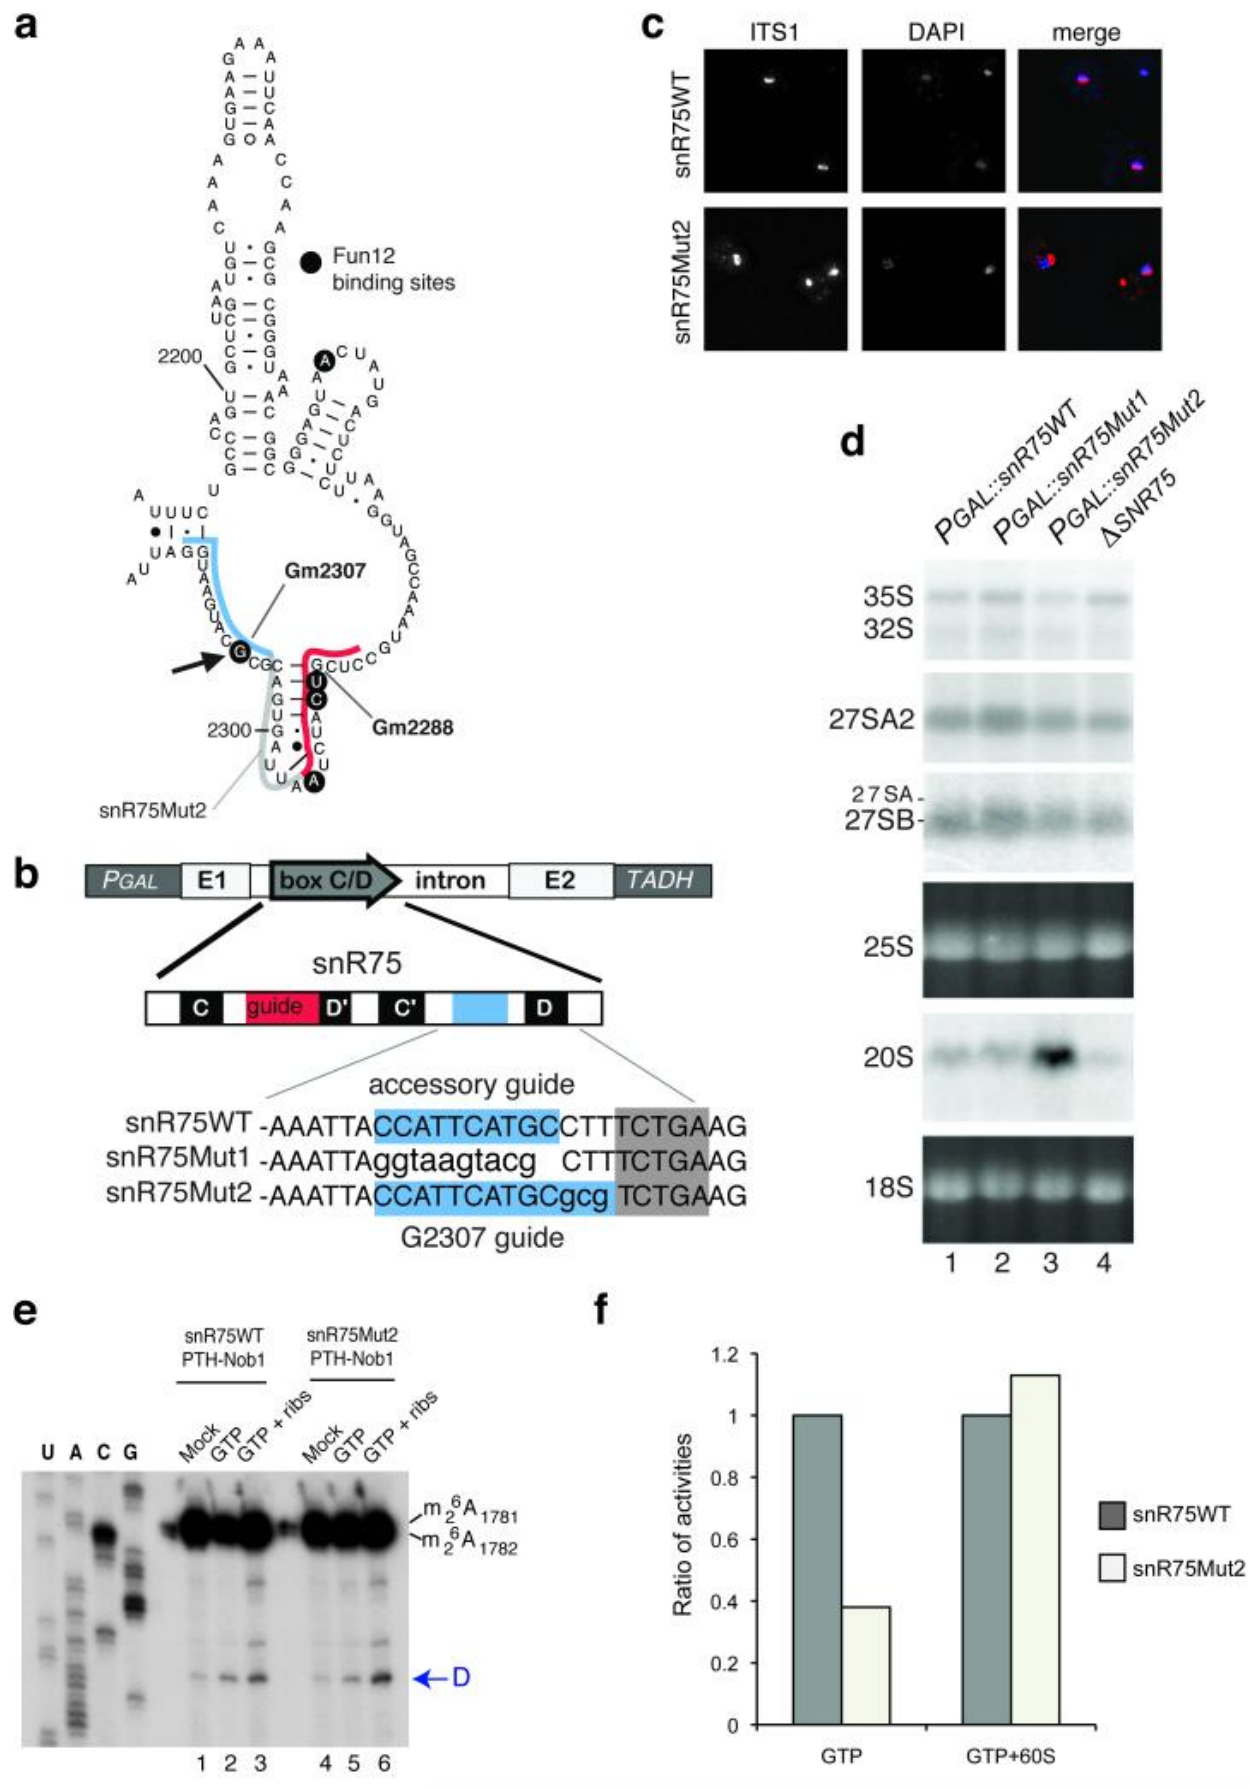 a
Fun12
binding sites
2200
Gm2307
Gm2288
2300
snR75Mut2
b
PGAL E1 box C/D intron E2 TADH
snR75
C guide D' C' D
accessory guide
snR75WT -AAATTACCATTCATGCCTTTCTGAAG
snR75Mut1 -AAATTAggtaagtacg CTTTCTGAAG
snR75Mut2 -AAATTACCATTCATGCgcg TCTGAAG
G2307 guide
c
ITS1 DAPI merge
snR75WT
snR75Mut2
d
PGAL::snR75WT
PGAL::snR75Mut1
PGAL::snR75Mut2
ΔSNR75
35S
32S
27SA2
27SA
27SB
25S
20S
18S
1 2 3 4
e
snR75WT snR75Mut2
PTH-Nob1 PTH-Nob1
U A C G Mock GTP GTP + ribs Mock GTP GTP + ribs
m₂⁶A₁₇₈₁
m₂⁶A₁₇₈₂
D
1 2 3 4 5 6
f
Ratio of activities
1.2
1
0.8
0.6
0.4
0.2
0
GTP GTP+60S
snR75WT
snR75Mut2